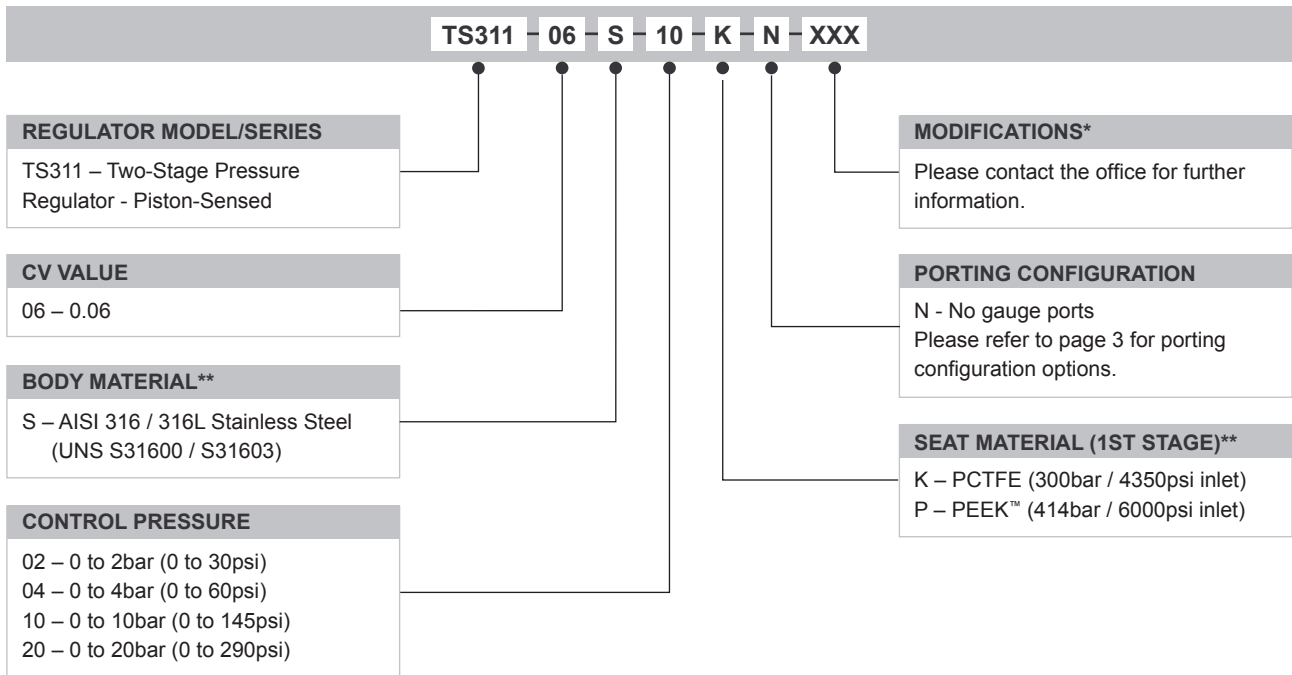 TS311 - 06 - S - 10 - K - N - XXX
REGULATOR MODEL/SERIES
TS311 – Two-Stage Pressure
Regulator - Piston-Sensed
CV VALUE
06 – 0.06
BODY MATERIAL**
S – AISI 316 / 316L Stainless Steel
(UNS S31600 / S31603)
CONTROL PRESSURE
02 – 0 to 2bar (0 to 30psi)
04 – 0 to 4bar (0 to 60psi)
10 – 0 to 10bar (0 to 145psi)
20 – 0 to 20bar (0 to 290psi)
MODIFICATIONS*
Please contact the office for further
information.
PORTING CONFIGURATION
N - No gauge ports
Please refer to page 3 for porting
configuration options.
SEAT MATERIAL (1ST STAGE)**
K – PCTFE (300bar / 4350psi inlet)
P – PEEK™ (414bar / 6000psi inlet)